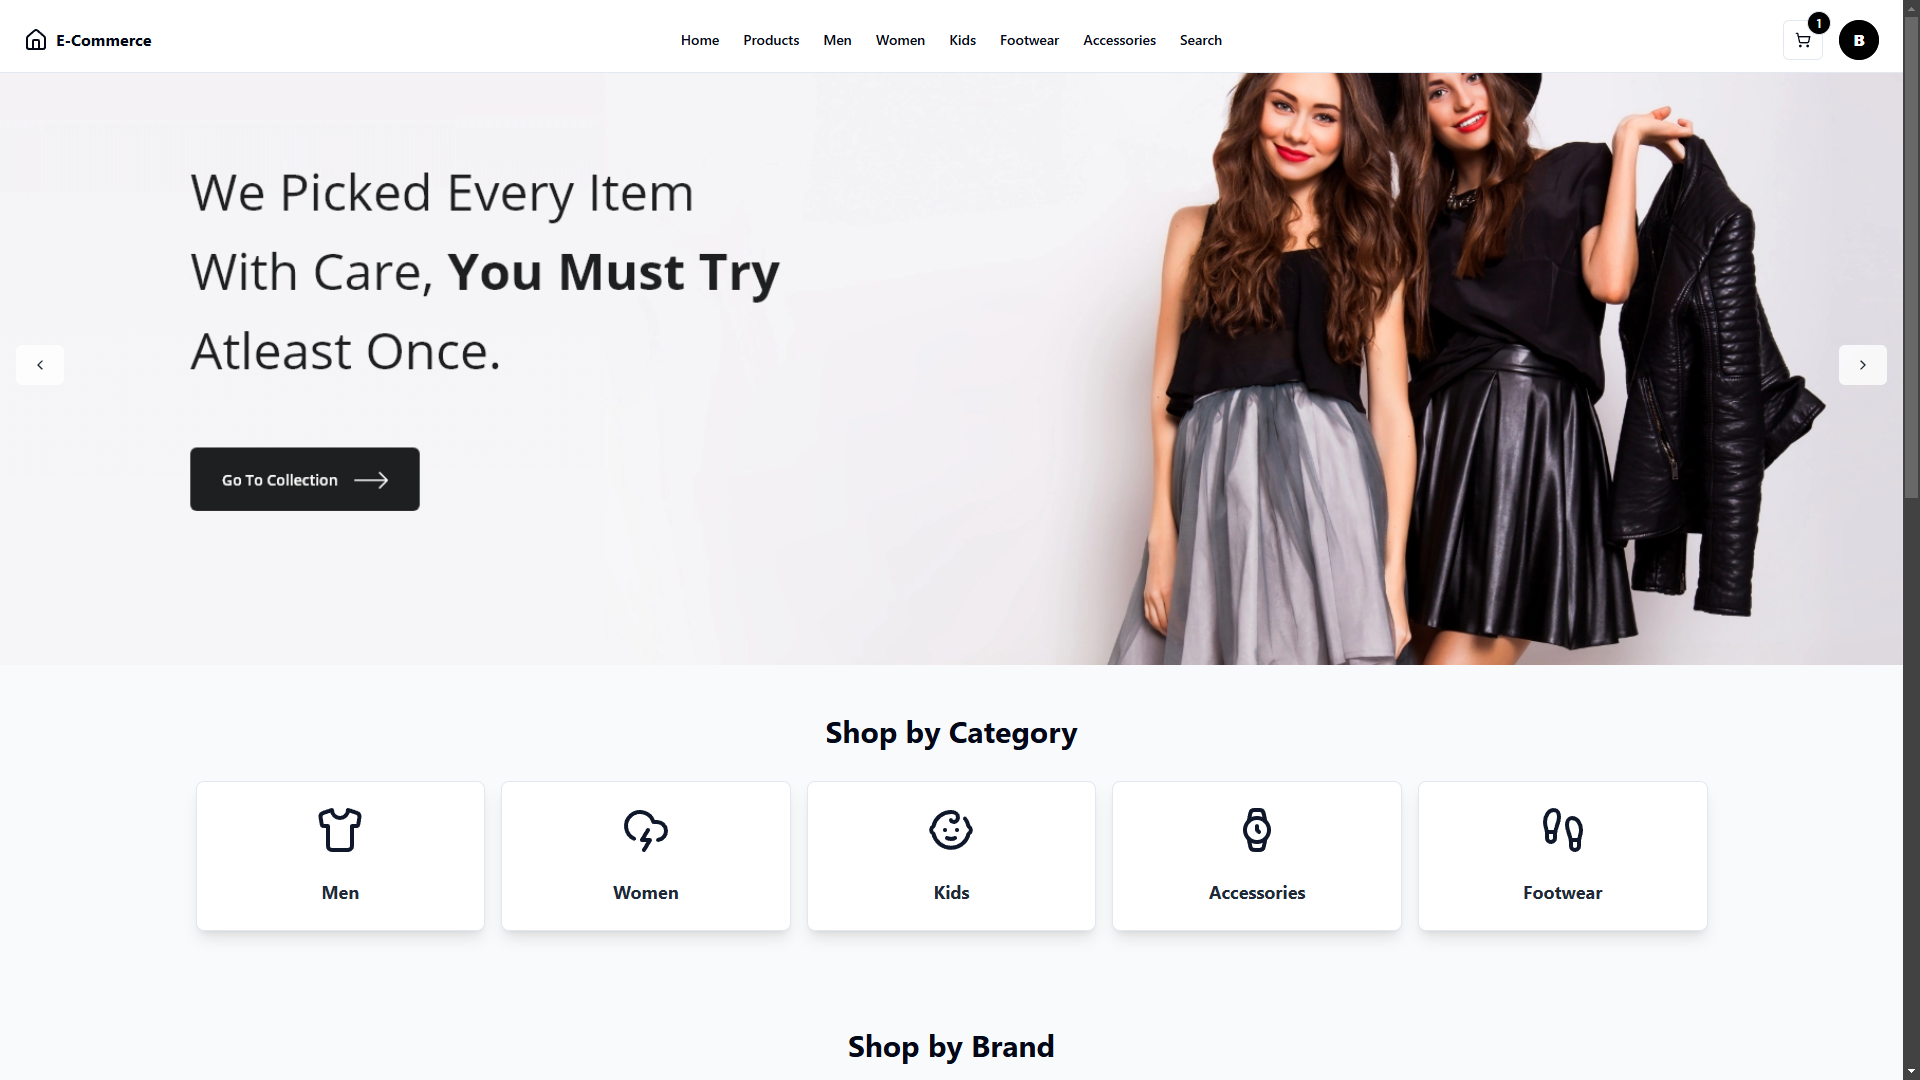 E-Commerce
Home Products Men Women Kids Footwear Accessories Search
1
B
We Picked Every Item
With Care, You Must Try
Atleast Once.
Go To Collection
Shop by Category
Men
Women
Kids
Accessories
Footwear
Shop by Brand